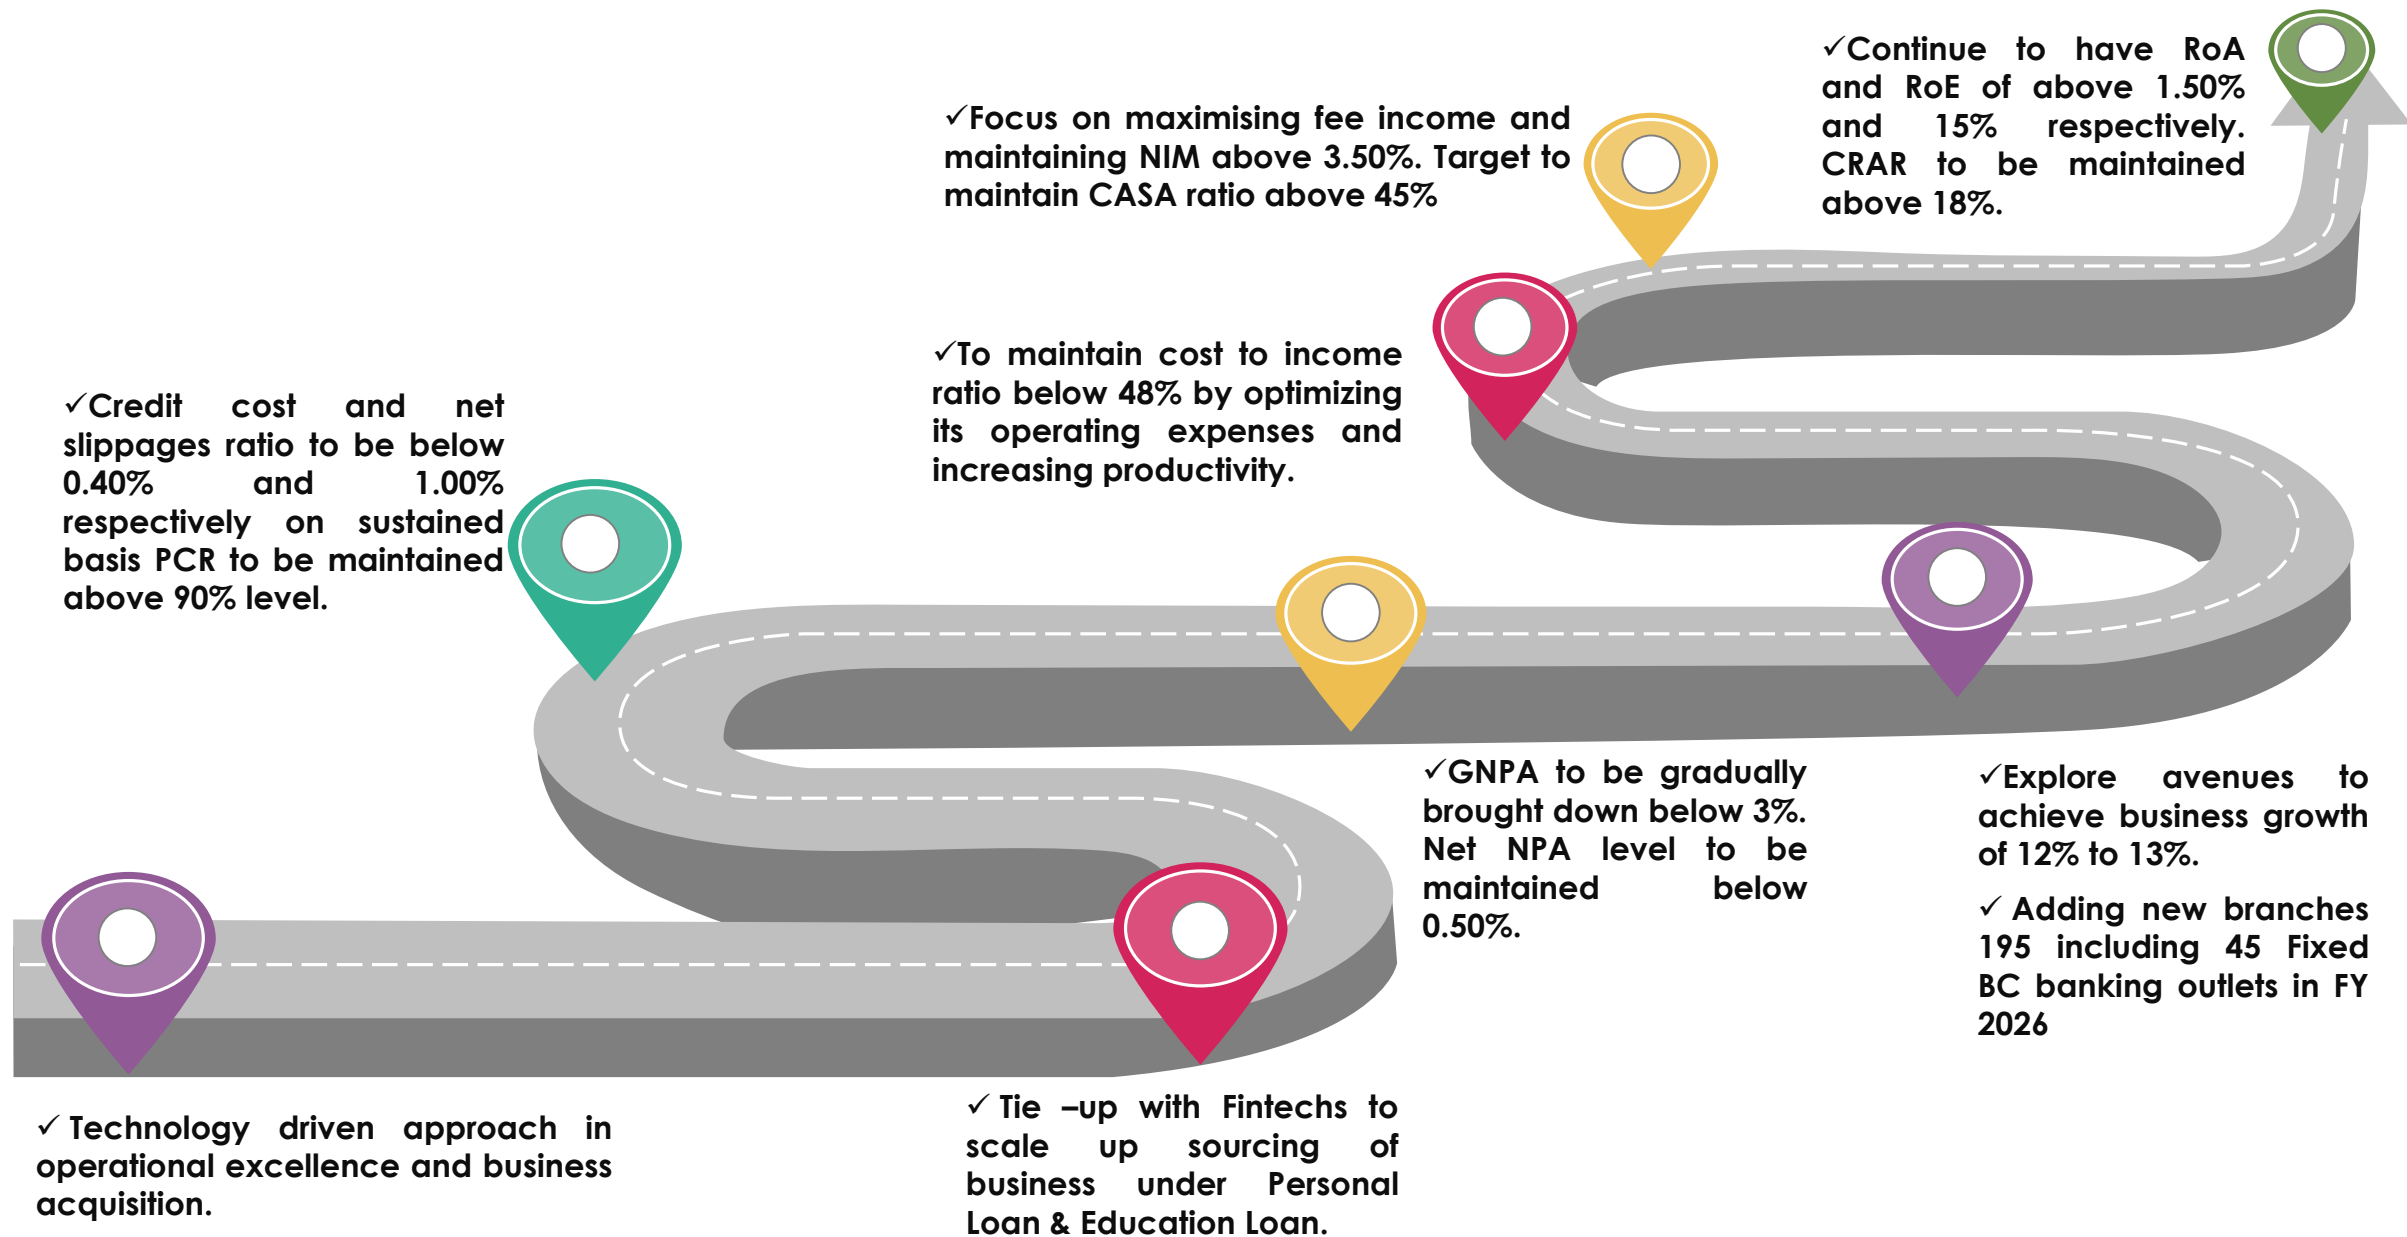 ✓Continue to have RoA
and RoE of above 1.50%
and 15% respectively.
CRAR to be maintained
above 18%.
✓Focus on maximising fee income and
maintaining NIM above 3.50%. Target to
maintain CASA ratio above 45%
✓To maintain cost to income
ratio below 48% by optimizing
its operating expenses and
increasing productivity.
✓Credit cost and net
slippages ratio to be below
0.40% and 1.00%
respectively on sustained
basis PCR to be maintained
above 90% level.
✓GNPA to be gradually
brought down below 3%.
Net NPA level to be
maintained below
0.50%.
✓Explore avenues to
achieve business growth
of 12% to 13%.
✓ Adding new branches
195 including 45 Fixed
BC banking outlets in FY
2026
✓ Technology driven approach in
operational excellence and business
acquisition.
✓ Tie –up with Fintechs to
scale up sourcing of
business under Personal
Loan & Education Loan.